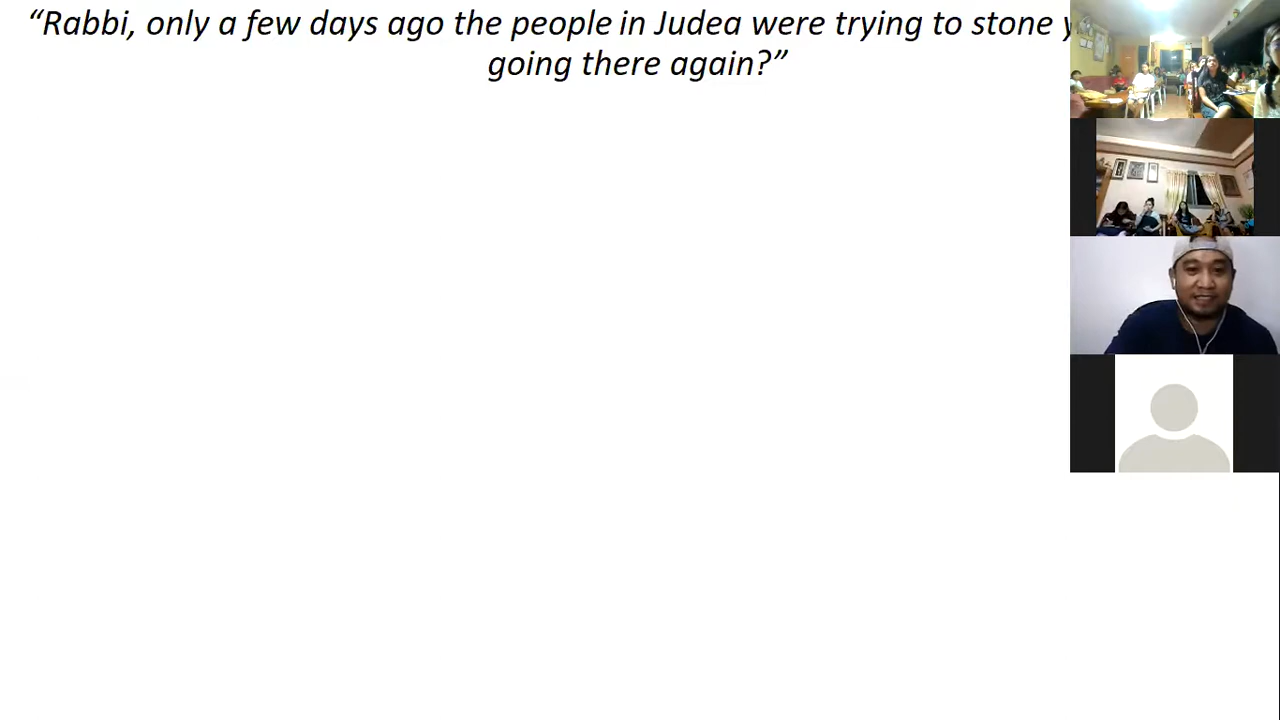 “Rabbi, only a few days ago the people in Judea were trying to stone
going there again?”